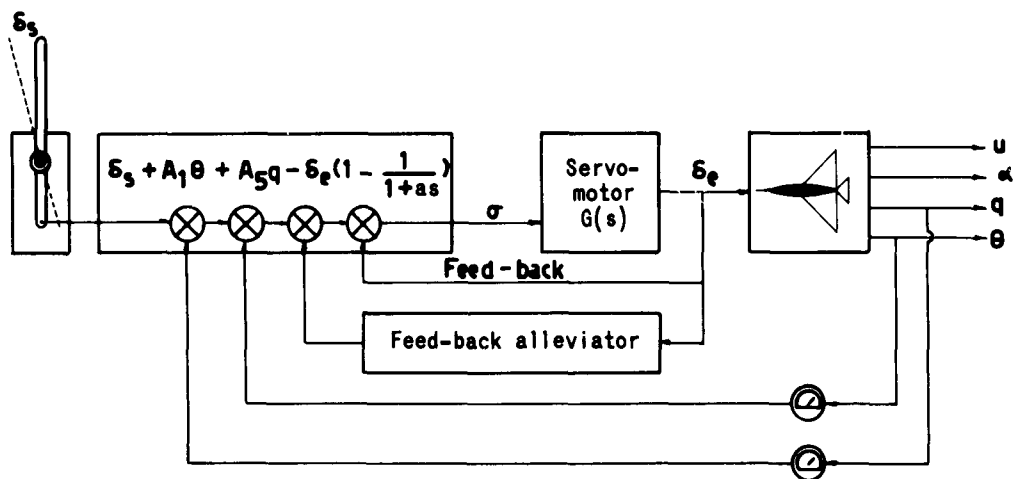 δₛ
δₛ + A₁θ + A₅q - δₑ(1 - 1/(1+as))
σ
Servo-
motor
G(s)
δₑ
u
α
q
θ
Feed-back
Feed-back alleviator